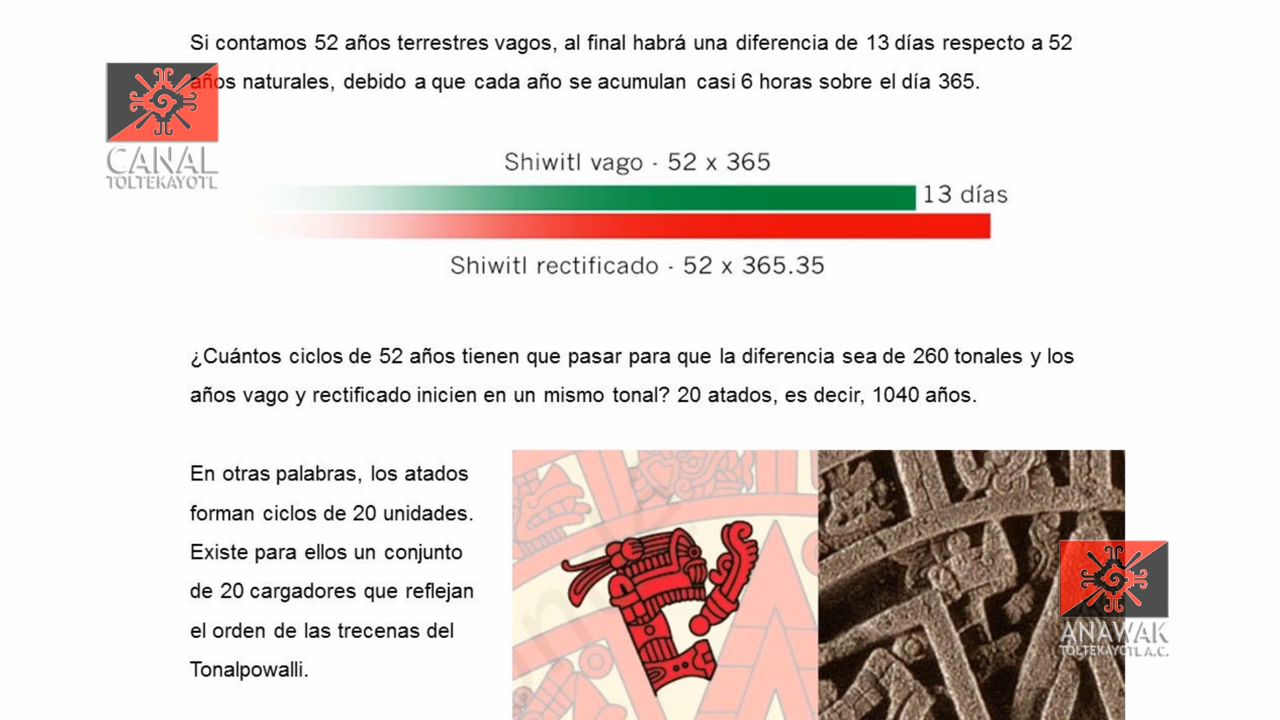 Si contamos 52 años terrestres vagos, al final habrá una diferencia de 13 días respecto a 52
años naturales, debido a que cada año se acumulan casi 6 horas sobre el día 365.
CANAL
TOLTEKAYOTL
Shiwitl vago - 52 x 365
13 días
Shiwitl rectificado - 52 x 365.35
¿Cuántos ciclos de 52 años tienen que pasar para que la diferencia sea de 260 tonales y los
años vago y rectificado inicien en un mismo tonal? 20 atados, es decir, 1040 años.
En otras palabras, los atados
forman ciclos de 20 unidades.
Existe para ellos un conjunto
de 20 cargadores que reflejan
el orden de las trecenas del
Tonalpowalli.
ANAWAK
TOLTEKAYOTL A.C.